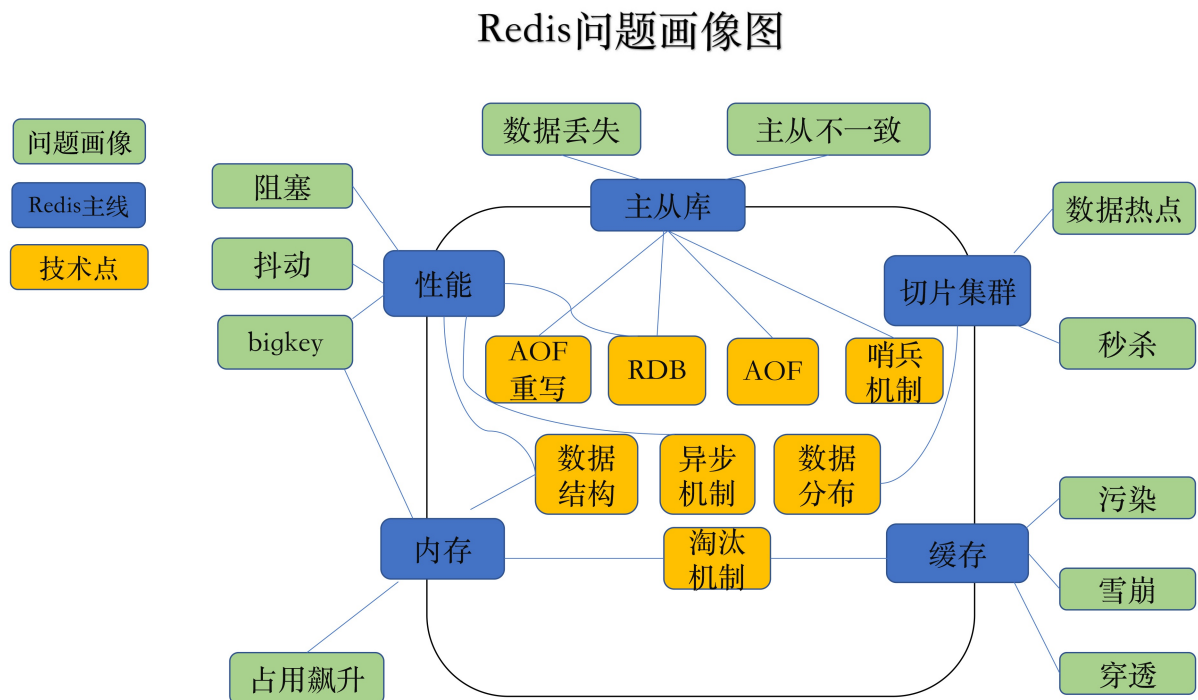 Redis问题画像图
问题画像
Redis主线
技术点
数据丢失
主从不一致
阻塞
主从库
数据热点
抖动
性能
切片集群
bigkey
秒杀
AOF
重写
RDB
AOF
哨兵
机制
数据
结构
异步
机制
数据
分布
污染
内存
淘汰
机制
缓存
雪崩
占用飙升
穿透